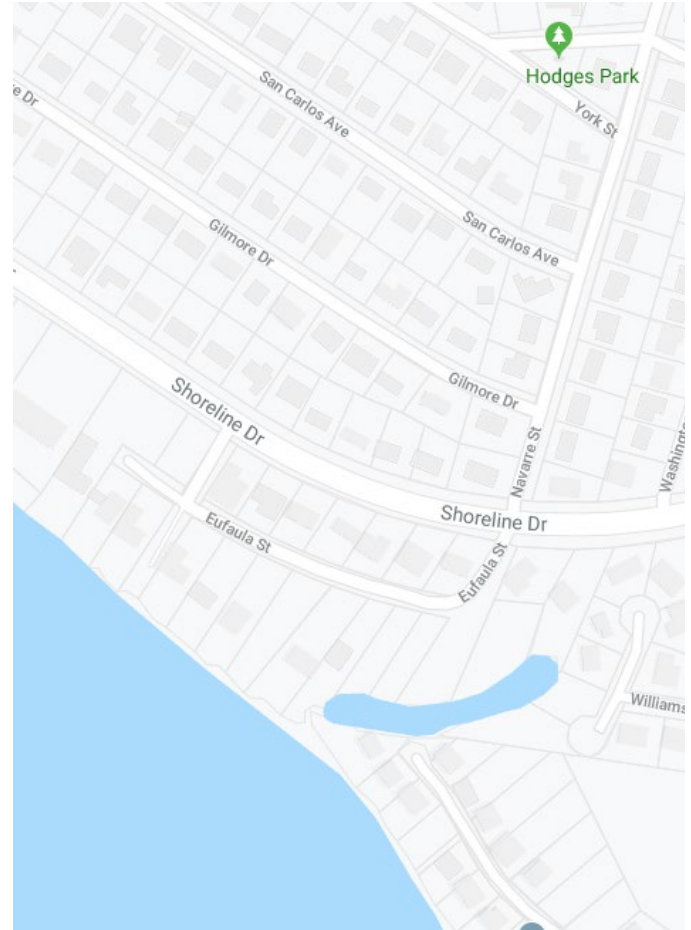 Hodges Park
York St
San Carlos Ave
Dr
San Carlos Ave
Gilmore Dr
Gilmore Dr
Shoreline Dr
Navarre St
Washington
Shoreline Dr
Eufaula St
Eufaula St
Williams